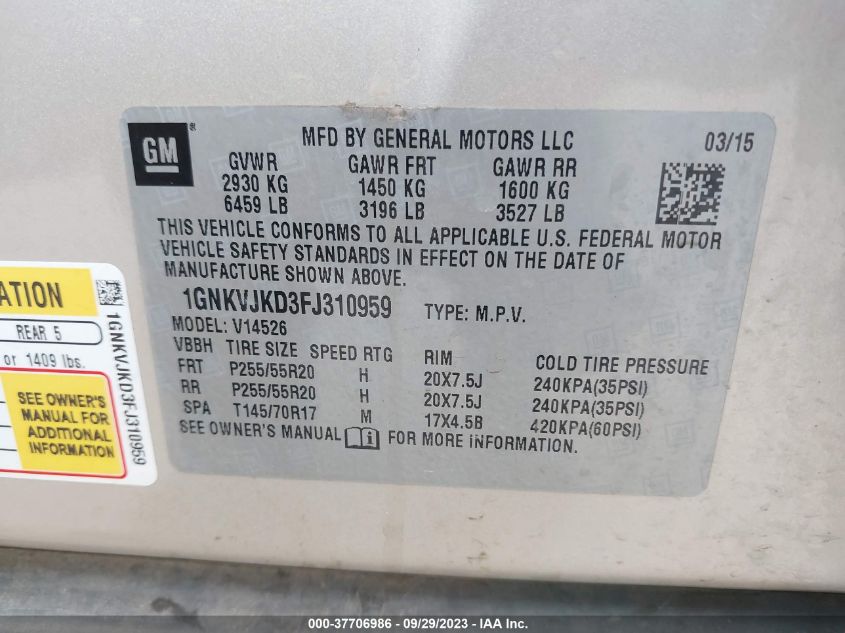 GM
MFD BY GENERAL MOTORS LLC
03/15
GVWR GAWR FRT GAWR RR
2930 KG 1450 KG 1600 KG
6459 LB 3196 LB 3527 LB
THIS VEHICLE CONFORMS TO ALL APPLICABLE U.S. FEDERAL MOTOR
VEHICLE SAFETY STANDARDS IN EFFECT ON THE DATE OF
MANUFACTURE SHOWN ABOVE.
1GNKVJKD3FJ310959 TYPE: M.P.V.
MODEL: V14526
VBBH TIRE SIZE SPEED RTG RIM COLD TIRE PRESSURE
FRT P255/55R20 H 20X7.5J 240KPA(35PSI)
RR P255/55R20 H 20X7.5J 240KPA(35PSI)
SPA T145/70R17 M 17X4.5B 420KPA(60PSI)
SEE OWNER'S MANUAL FOR MORE INFORMATION.
ATION
REAR 5
or 1409 lbs.
SEE OWNER'S
MANUAL FOR
ADDITIONAL
INFORMATION
1GNKVJKD3FJ310959
000-37706986 - 09/29/2023 - IAA Inc.